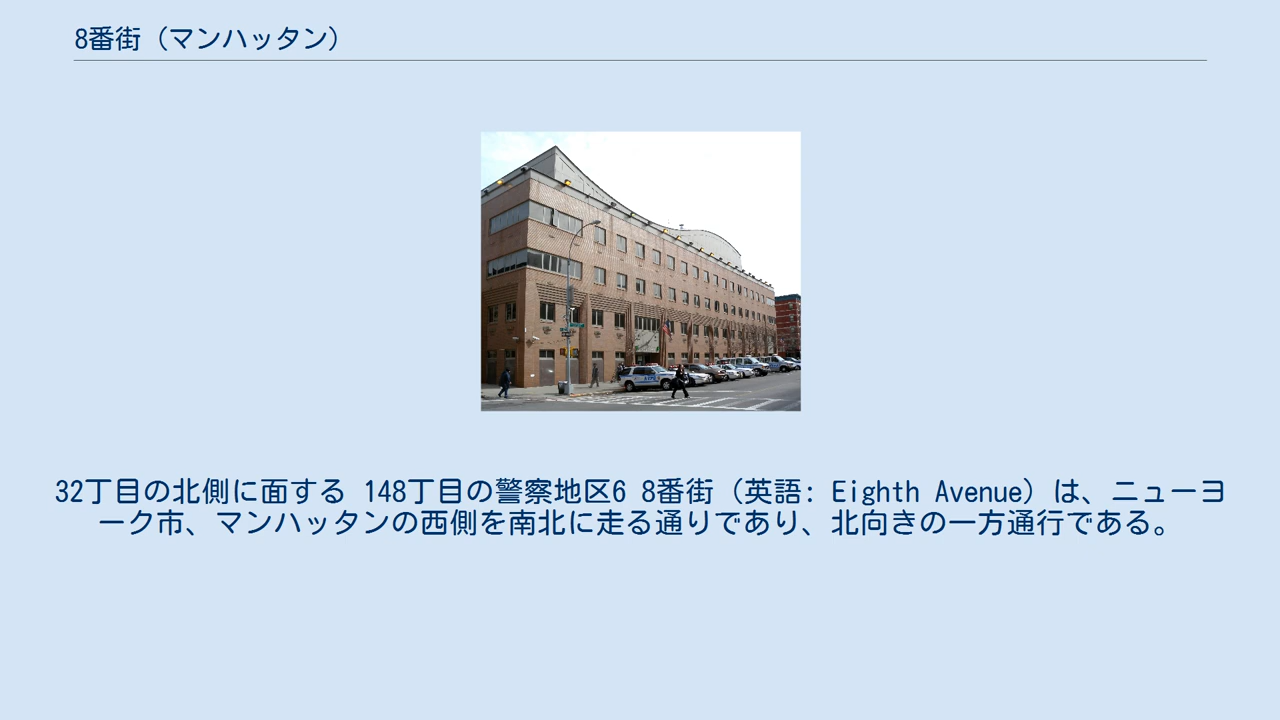 8番街（マンハッタン）
32丁目の北側に面する 148丁目の警察地区6 8番街（英語: Eighth Avenue）は、ニューヨ
ーク市、マンハッタンの西側を南北に走る通りであり、北向きの一方通行である。